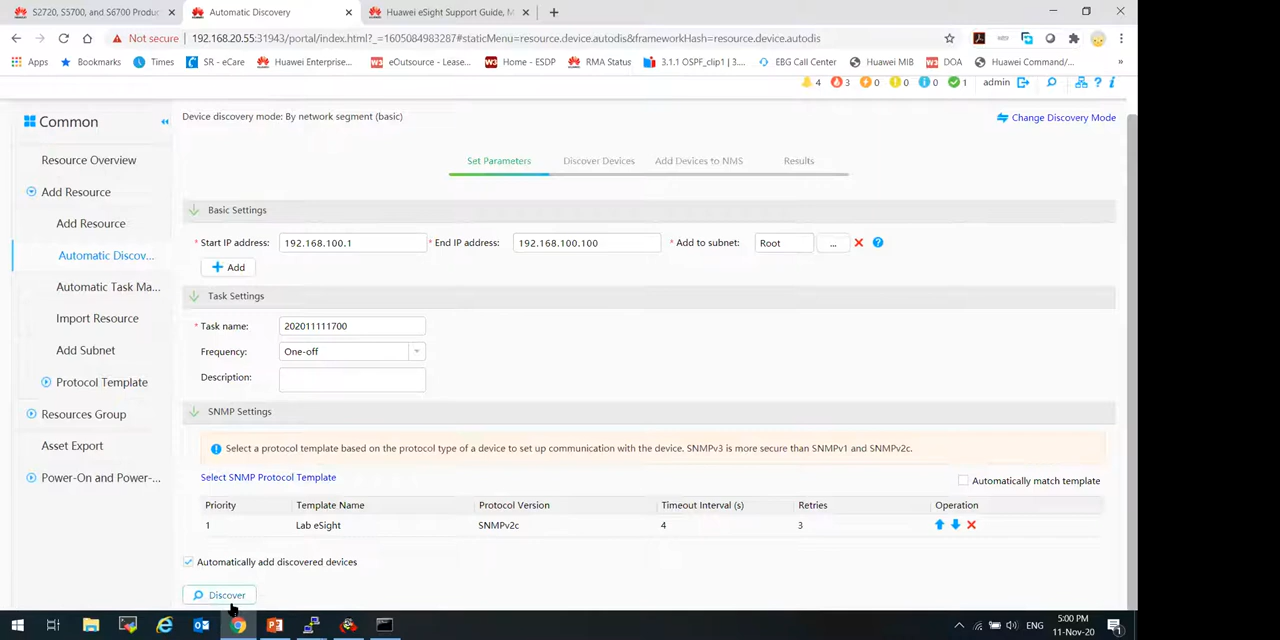 S2720, S5700, and S6700 Produc
Automatic Discovery
Huawei eSight Support Guide, M
Not secure
192.168.20.55:31943/portal/index.html?_=1605084983287#staticMenu=resource.device.autodis&frameworkHash=resource.device.autodis
Apps
Bookmarks
Times
SR - eCare
Huawei Enterprise...
eOutsource - Lease...
Home - ESDP
RMA Status
3.1.1 OSPF_clip1 | 3....
EBG Call Center
Huawei MIB
DOA
Huawei Command/...
»
4
3
0
0
0
1
admin
Common
Device discovery mode: By network segment (basic)
Change Discovery Mode
Resource Overview
Add Resource
Add Resource
Automatic Discov...
Automatic Task Ma...
Import Resource
Add Subnet
Protocol Template
Resources Group
Asset Export
Power-On and Power-...
Set Parameters
Discover Devices
Add Devices to NMS
Results
Basic Settings
* Start IP address: 192.168.100.1 * End IP address: 192.168.100.100 * Add to subnet: Root ...
Add
Task Settings
* Task name: 202011111700
Frequency: One-off
Description:
SNMP Settings
Select a protocol template based on the protocol type of a device to set up communication with the device. SNMPv3 is more secure than SNMPv1 and SNMPv2c.
Select SNMP Protocol Template
Automatically match template
Priority Template Name Protocol Version Timeout Interval (s) Retries Operation
1 Lab eSight SNMPv2c 4 3
Automatically add discovered devices
Discover
ENG
5:00 PM
11-Nov-20
1